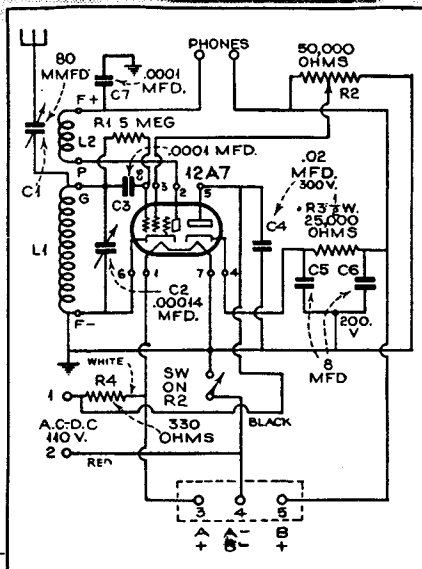 PHONES
50,000
OHMS
R2
80
MMFD
C1
F+
C7
.0001
MFD.
L2
R1 5 MEG
P
G
C3
.0001 MFD.
G
3
2
5
12A7
.02
MFD.
300V.
C4
R3 1/3 W.
25,000
OHMS
C5
C6
L1
6
1
7
4
C2
.00014
MFD.
F-
200.
V
8
MFD
WHITE
SW
ON
R2
1
R4
330
OHMS
BLACK
A.C.-D.C
110 V.
2
RED
3
4
5
A
+
A-
B-
B
+